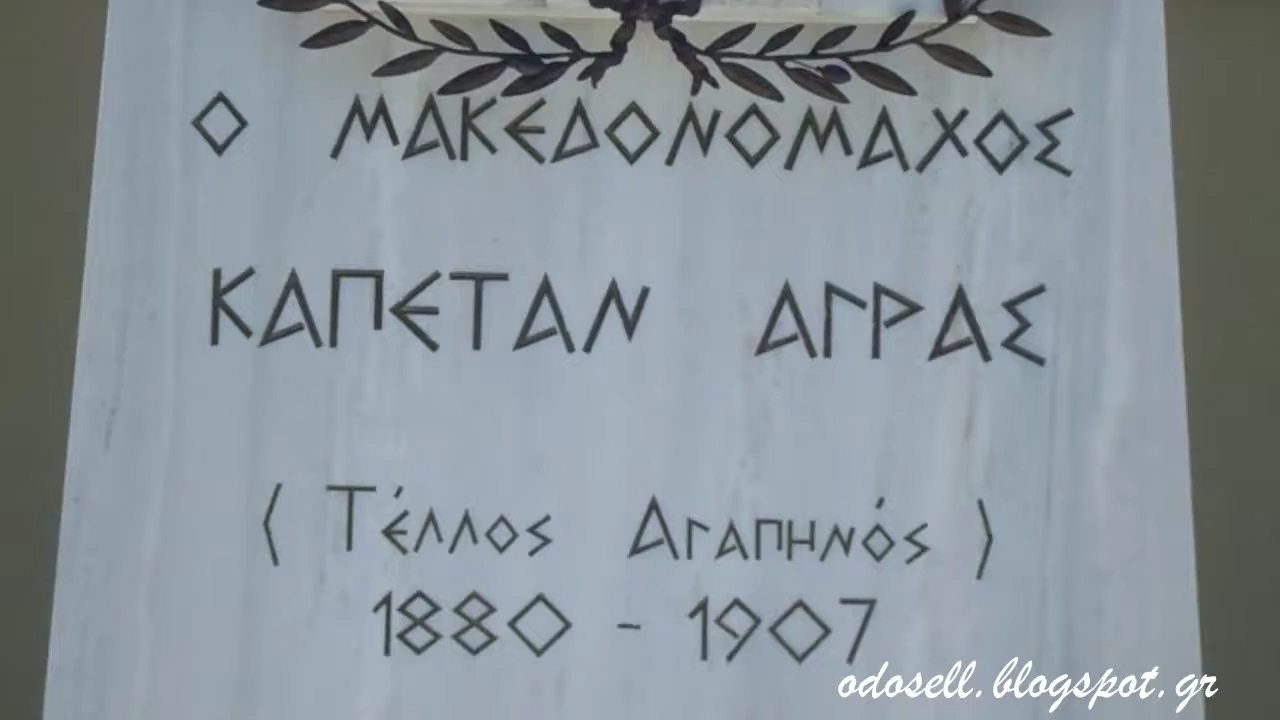 Ο ΜΑΚΕΔΟΝΟΜΑΧΟΣ
ΚΑΠΕΤΑΝ ΑΓΡΑΣ
( Τέλλος Αγαπηνός )
1880 - 1907
odosell.blogspot.gr